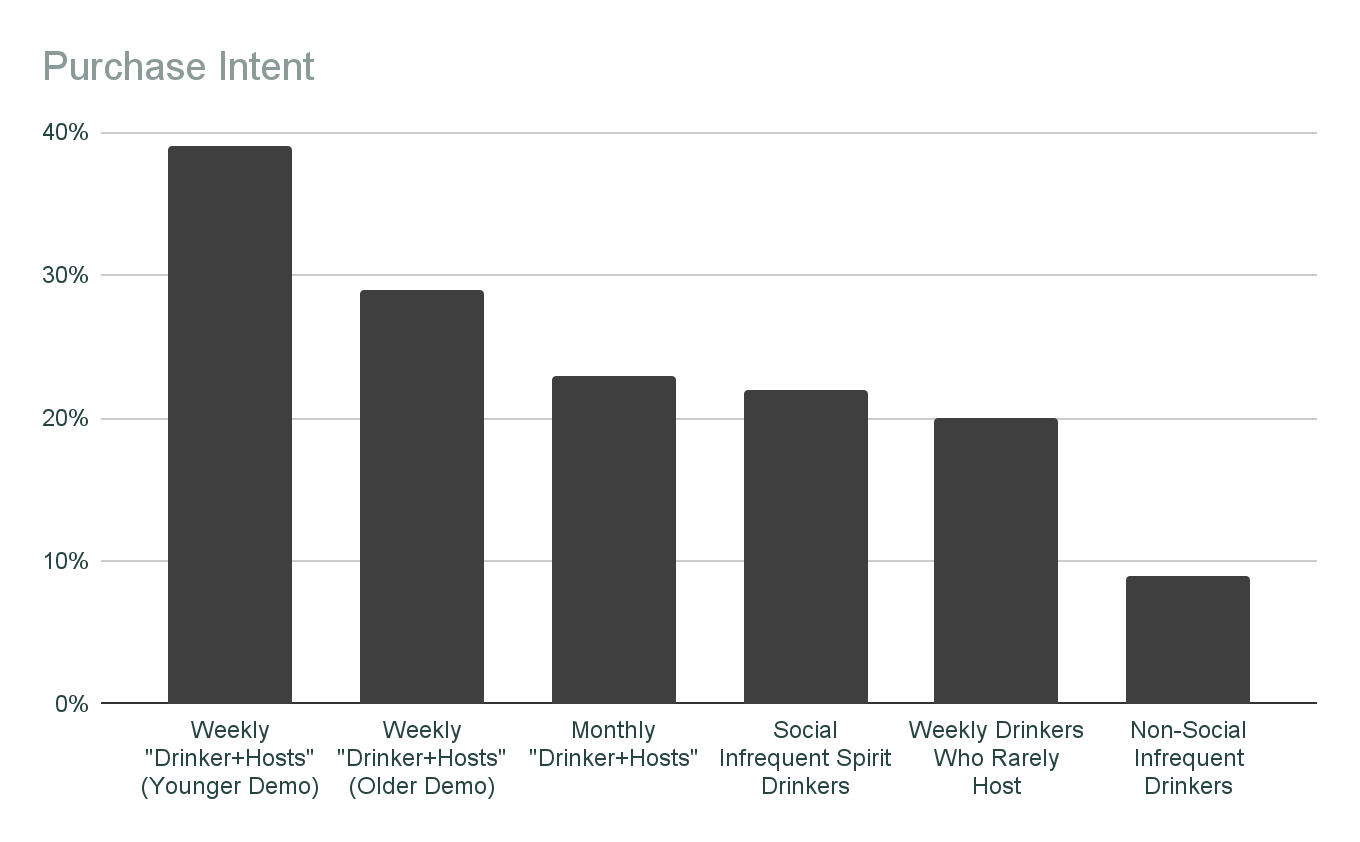 Purchase Intent
40%
30%
20%
10%
0%
Weekly
"Drinker+Hosts"
(Younger Demo)
Weekly
"Drinker+Hosts"
(Older Demo)
Monthly
"Drinker+Hosts"
Social
Infrequent Spirit
Drinkers
Weekly Drinkers
Who Rarely
Host
Non-Social
Infrequent
Drinkers